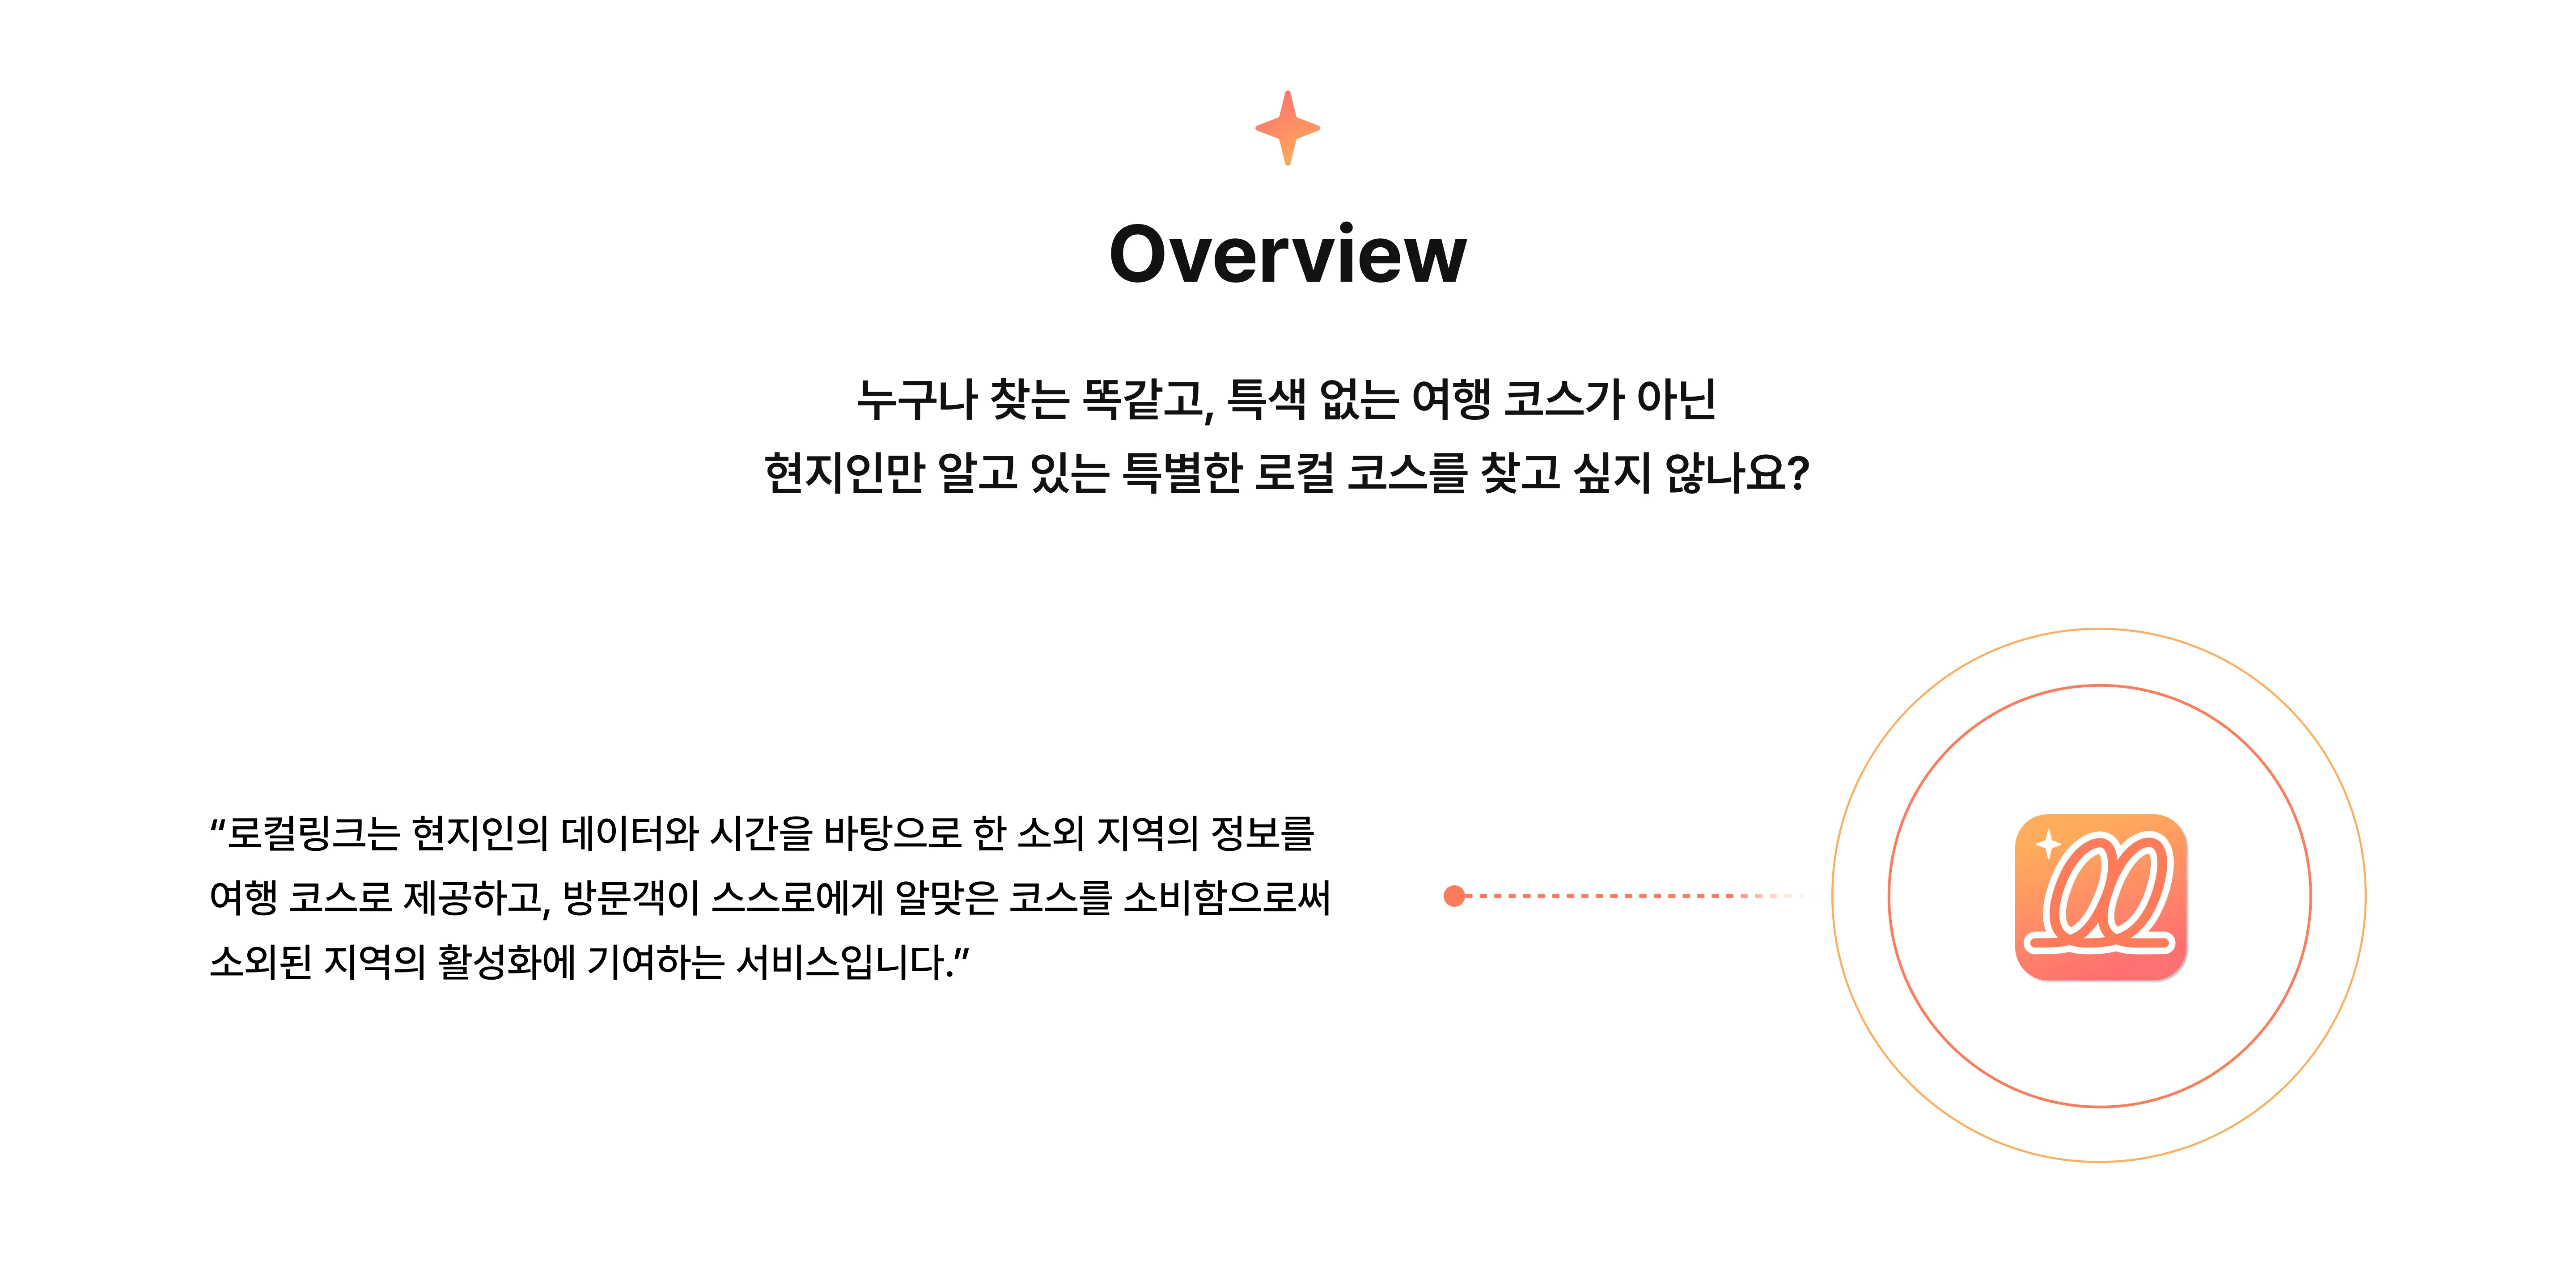 Overview
누구나 찾는 똑같고, 특색 없는 여행 코스가 아닌
현지인만 알고 있는 특별한 로컬 코스를 찾고 싶지 않나요?
“로컬링크는 현지인의 데이터와 시간을 바탕으로 한 소외 지역의 정보를
여행 코스로 제공하고, 방문객이 스스로에게 알맞은 코스를 소비함으로써
소외된 지역의 활성화에 기여하는 서비스입니다.”